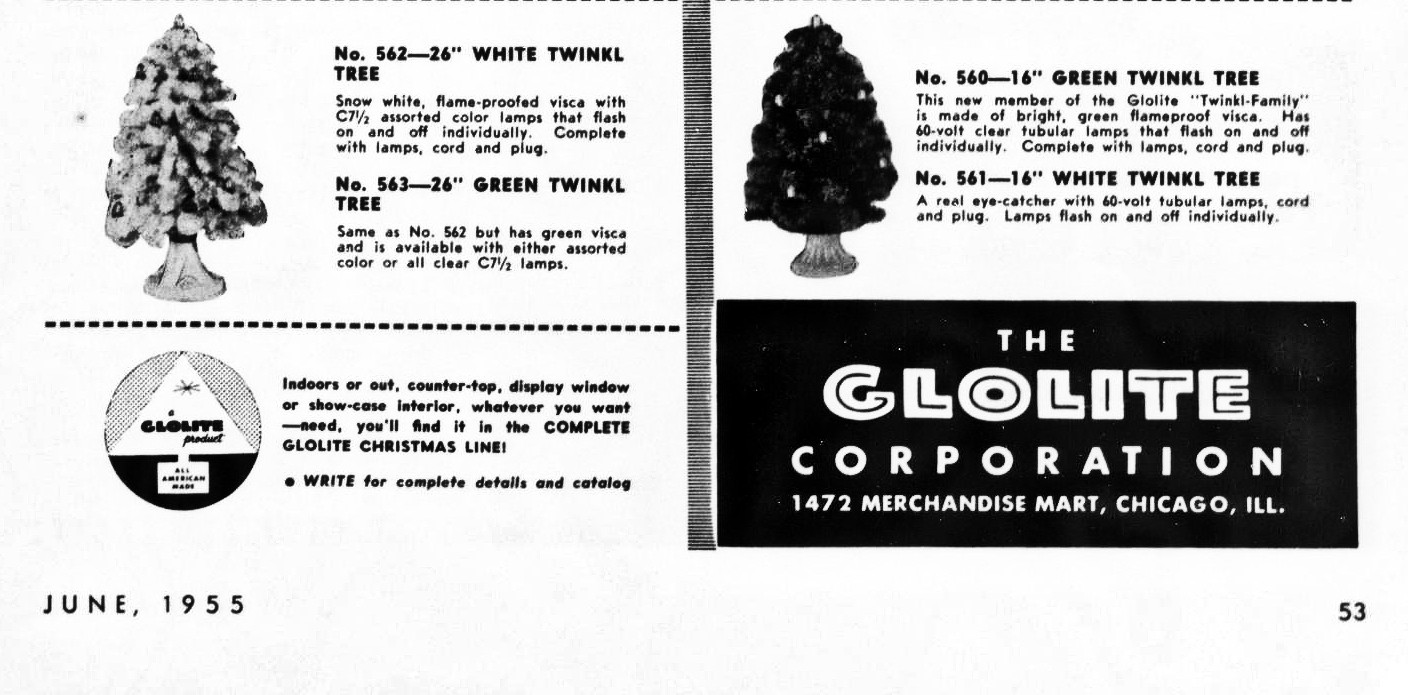 No. 562—26" WHITE TWINKL
TREE
Snow white, flame-proofed visca with
C7½ assorted color lamps that flash
on and off individually. Complete
with lamps, cord and plug.
No. 563—26" GREEN TWINKL
TREE
Same as No. 562 but has green visca
and is available with either assorted
color or all clear C7½ lamps.
No. 560—16" GREEN TWINKL TREE
This new member of the Glolite "Twinkl-Family"
is made of bright, green flameproof visca. Has
60-volt clear tubular lamps that flash on and off
individually. Complete with lamps, cord and plug.
No. 561—16" WHITE TWINKL TREE
A real eye-catcher with 60-volt tubular lamps, cord
and plug. Lamps flash on and off individually.
a
GLOLITE
product
ALL
AMERICAN
MADE
Indoors or out, counter-top, display window
or show-case interior, whatever you want
—need, you'll find it in the COMPLETE
GLOLITE CHRISTMAS LINE!
• WRITE for complete details and catalog
THE
GLOLITE
CORPORATION
1472 MERCHANDISE MART, CHICAGO, ILL.
JUNE, 1955
53